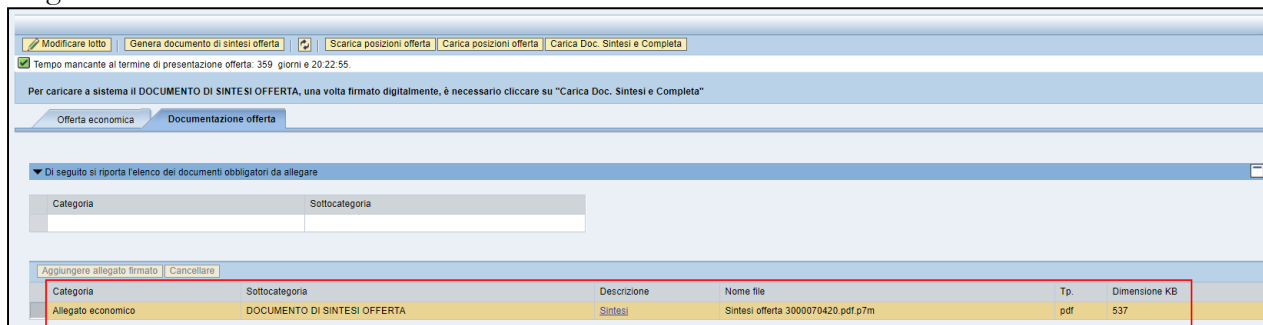 Modificare lotto Genera documento di sintesi offerta Scarica posizioni offerta Carica posizioni offerta Carica Doc. Sintesi e Completa
Tempo mancante al termine di presentazione offerta: 359 giorni e 20:22:55.
Per caricare a sistema il DOCUMENTO DI SINTESI OFFERTA, una volta firmato digitalmente, è necessario cliccare su "Carica Doc. Sintesi e Completa"
Offerta economica Documentazione offerta
Di seguito si riporta l'elenco dei documenti obbligatori da allegare
Categoria Sottocategoria
Aggiungere allegato firmato Cancellare
Categoria Sottocategoria Descrizione Nome file Tp. Dimensione KB
Allegato economico DOCUMENTO DI SINTESI OFFERTA Sintesi Sintesi offerta 3000070420.pdf.p7m pdf 537